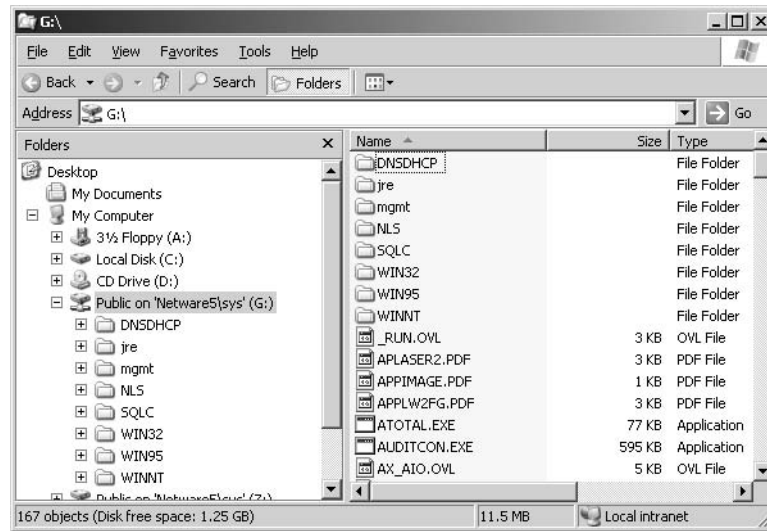 G:\
File Edit View Favorites Tools Help
Back Search Folders
Address G:\ Go
Folders x
Desktop
My Documents
My Computer
3½ Floppy (A:)
Local Disk (C:)
CD Drive (D:)
Public on 'Netware5\sys' (G:)
DNSDHCP
jre
mgmt
NLS
SQLC
WIN32
WIN95
WINNT
Public on 'Netware5\sys' (Z:)
Name Size Type
DNSDHCP File Folder
jre File Folder
mgmt File Folder
NLS File Folder
SQLC File Folder
WIN32 File Folder
WIN95 File Folder
WINNT File Folder
_RUN.OVL 3 KB OVL File
APLASER2.PDF 3 KB PDF File
APPIMAGE.PDF 1 KB PDF File
APPLW2FG.PDF 3 KB PDF File
ATOTAL.EXE 77 KB Application
AUDITCON.EXE 595 KB Application
AX_AIO.OVL 5 KB OVL File
167 objects (Disk free space: 1.25 GB) 11.5 MB Local intranet